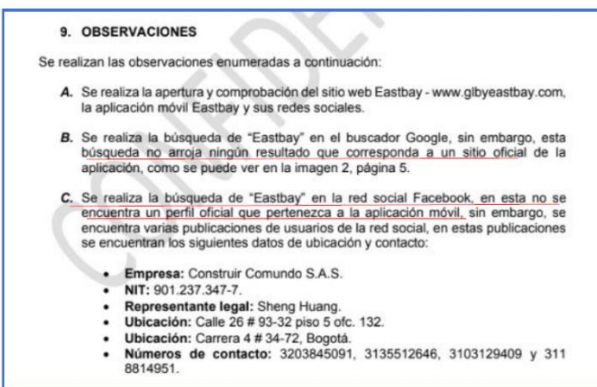 9. OBSERVACIONES
Se realizan las observaciones enumeradas a continuación:
A. Se realiza la apertura y comprobación del sitio web Eastbay - www.glbyeastbay.com,
la aplicación móvil Eastbay y sus redes sociales.
B. Se realiza la búsqueda de "Eastbay" en el buscador Google, sin embargo, esta
búsqueda no arroja ningún resultado que corresponda a un sitio oficial de la
aplicación, como se puede ver en la imagen 2, página 5.
C. Se realiza la búsqueda de "Eastbay" en la red social Facebook, en esta no se
encuentra un perfil oficial que pertenezca a la aplicación móvil, sin embargo, se
encuentra varias publicaciones de usuarios de la red social, en estas publicaciones
se encuentran los siguientes datos de ubicación y contacto:
• Empresa: Construir Comundo S.A.S.
• NIT: 901.237.347-7.
• Representante legal: Sheng Huang.
• Ubicación: Calle 26 # 93-32 piso 5 ofc. 132.
• Ubicación: Carrera 4 # 34-72, Bogotá.
• Números de contacto: 3203845091, 3135512646, 3103129409 y 311
8814951.
CONFIDE